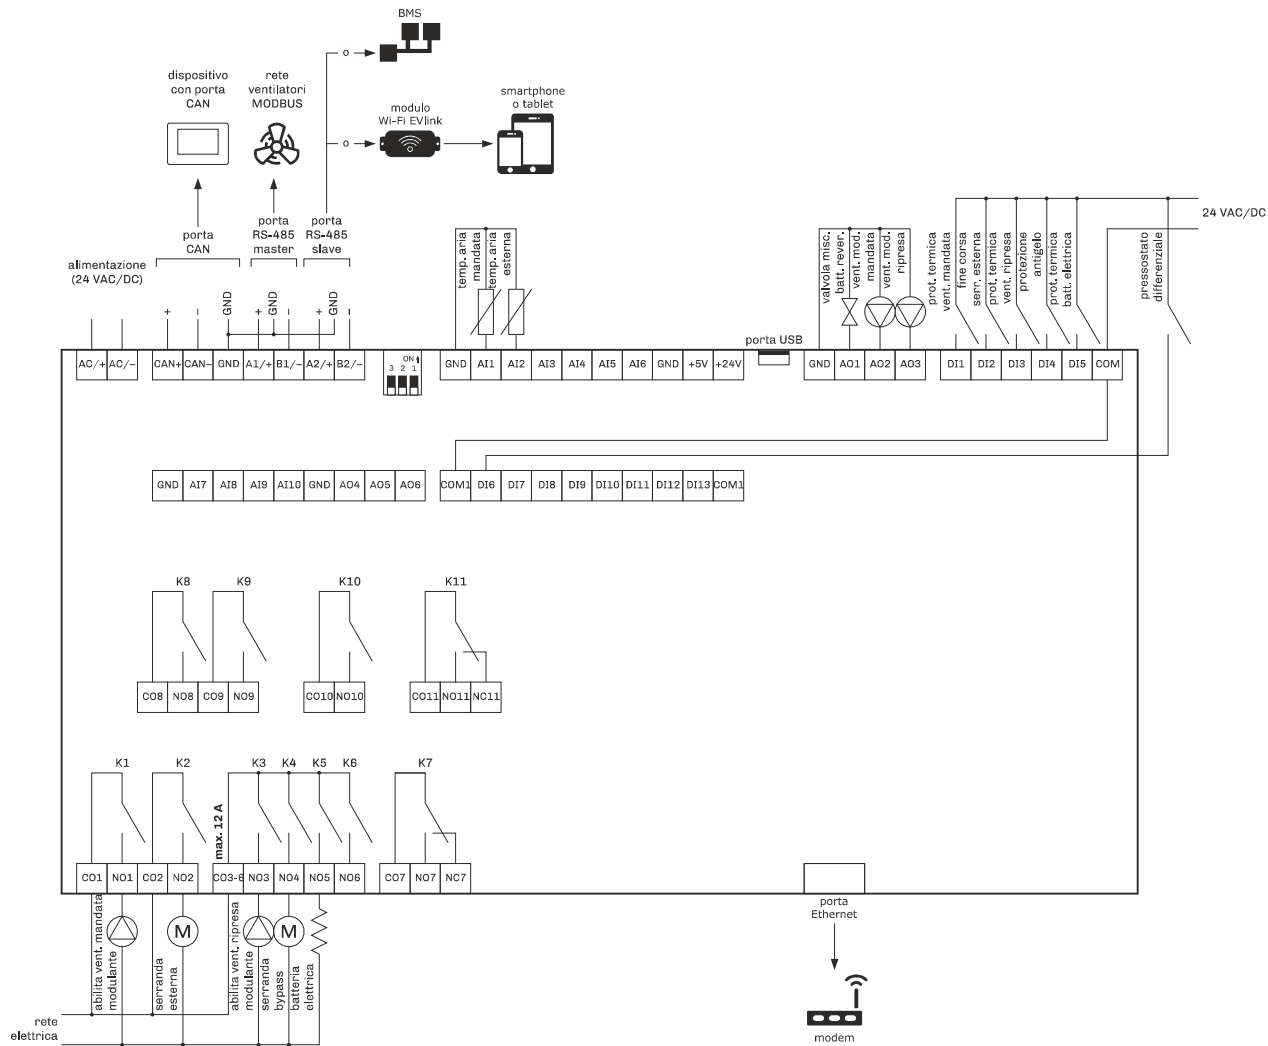 BMS
dispositivo
con porta
CAN
rete
ventilatori
MODBUS
o
modulo
Wi-Fi EVlink
smartphone
o tablet
o
porta
CAN
porta
RS-485
master
porta
RS-485
slave
alimentazione
(24 VAC/DC)
+
–
GND
+
GND
–
+
GND
–
temp. aria
mandata
temp. aria
esterna
porta USB
valvola misc.
batt. rever.
vent. mod.
mandata
vent. mod.
ripresa
prot. termica
vent. mandata
fine corsa
serr. esterna
prot. termica
vent. ripresa
protezione
antigelo
prot. termica
batt. elettrica
pressostato
differenziale
24 VAC/DC
AC/+ AC/– CAN+ CAN– GND A1/+ B1/– A2/+ B2/–
ON
3 2 1
GND AI1 AI2 AI3 AI4 AI5 AI6 GND +5V +24V
GND AO1 AO2 AO3
DI1 DI2 DI3 DI4 DI5 COM
GND AI7 AI8 AI9 AI10 GND AO4 AO5 AO6
COM1 DI6 DI7 DI8 DI9 DI10 DI11 DI12 DI13 COM1
K8 K9 K10 K11
CO8 NO8 CO9 NO9 CO10 NO10 CO11 NO11 NC11
K1 K2 K3 K4 K5 K6 K7
max. 12 A
CO1 NO1 CO2 NO2 CO3-6 NO3 NO4 NO5 NO6 CO7 NO7 NC7
abilita vent. mandata
modulante
M
serranda
esterna
abilita vent. ripresa
modulante
M
serranda
bypass
batteria
elettrica
rete
elettrica
porta
Ethernet
modem